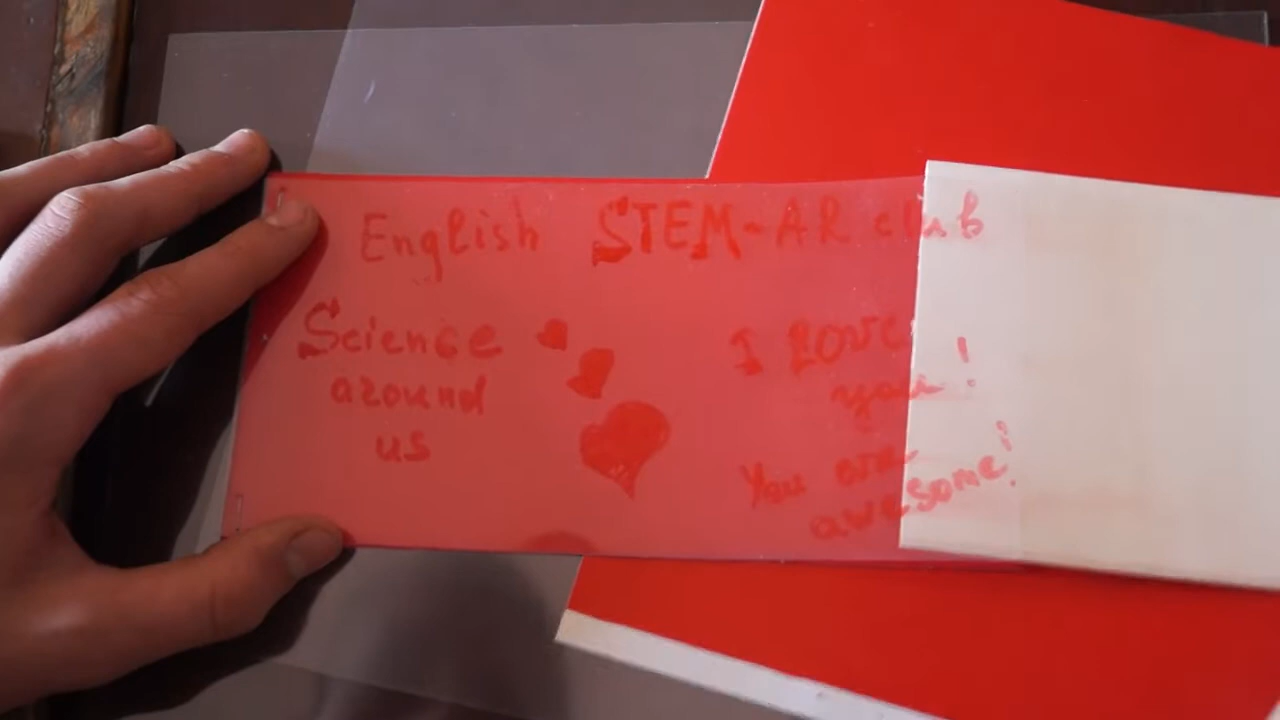 English STEM-AR club
Science
around
us
I love
you!
You are
awesome!